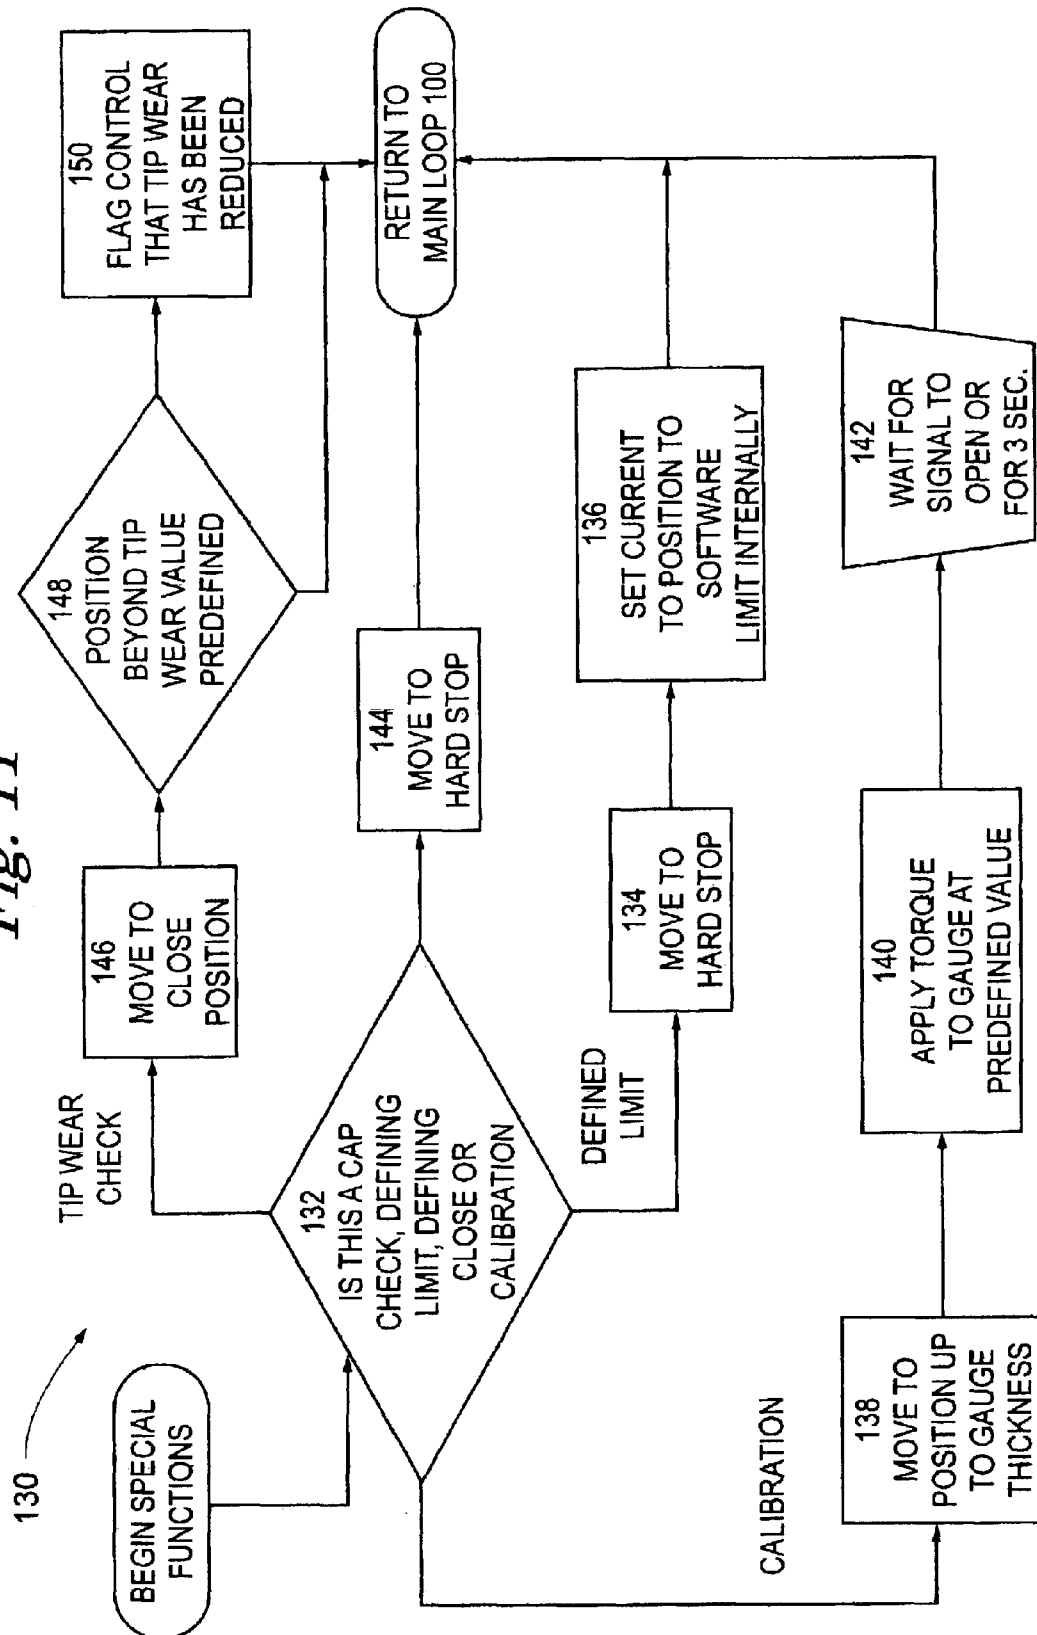 Fig. 11
130
BEGIN SPECIAL
FUNCTIONS
132
IS THIS A CAP
CHECK, DEFINING
LIMIT, DEFINING
CLOSE OR
CALIBRATION
TIP WEAR
CHECK
146
MOVE TO
CLOSE
POSITION
148
POSITION
BEYOND TIP
WEAR VALUE
PREDEFINED
150
FLAG CONTROL
THAT TIP WEAR
HAS BEEN
REDUCED
144
MOVE TO
HARD STOP
RETURN TO
MAIN LOOP 100
DEFINED
LIMIT
134
MOVE TO
HARD STOP
136
SET CURRENT
TO POSITION TO
SOFTWARE
LIMIT INTERNALLY
CALIBRATION
138
MOVE TO
POSITION UP
TO GAUGE
THICKNESS
140
APPLY TORQUE
TO GAUGE AT
PREDEFINED VALUE
142
WAIT FOR
SIGNAL TO
OPEN OR
FOR 3 SEC.